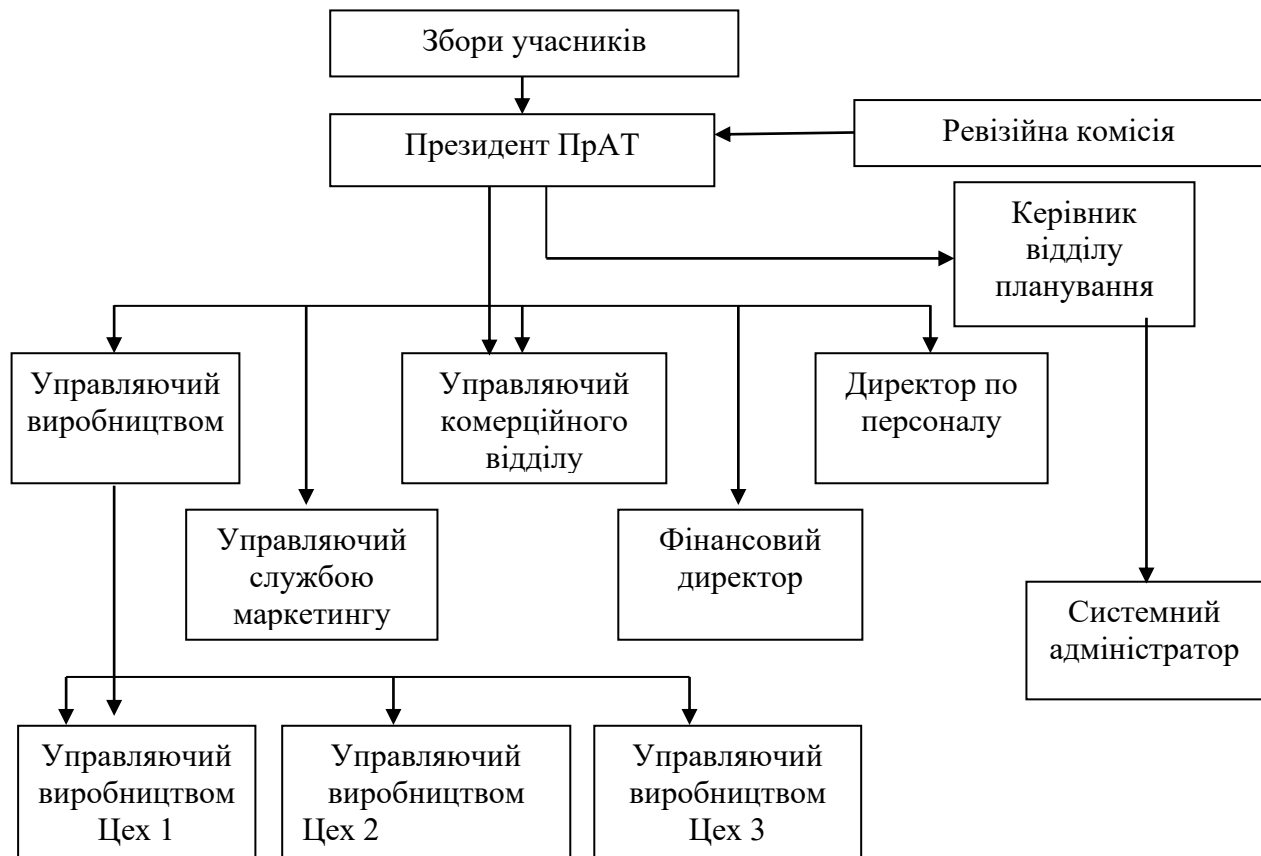 Збори учасників
Президент ПрАТ
Ревізійна комісія
Керівник
відділу
планування
Управляючий
виробництвом
Управляючий
комерційного
відділу
Директор по
персоналу
Управляючий
службою
маркетингу
Фінансовий
директор
Системний
адміністратор
Управляючий
виробництвом
Цех 1
Управляючий
виробництвом
Цех 2
Управляючий
виробництвом
Цех 3